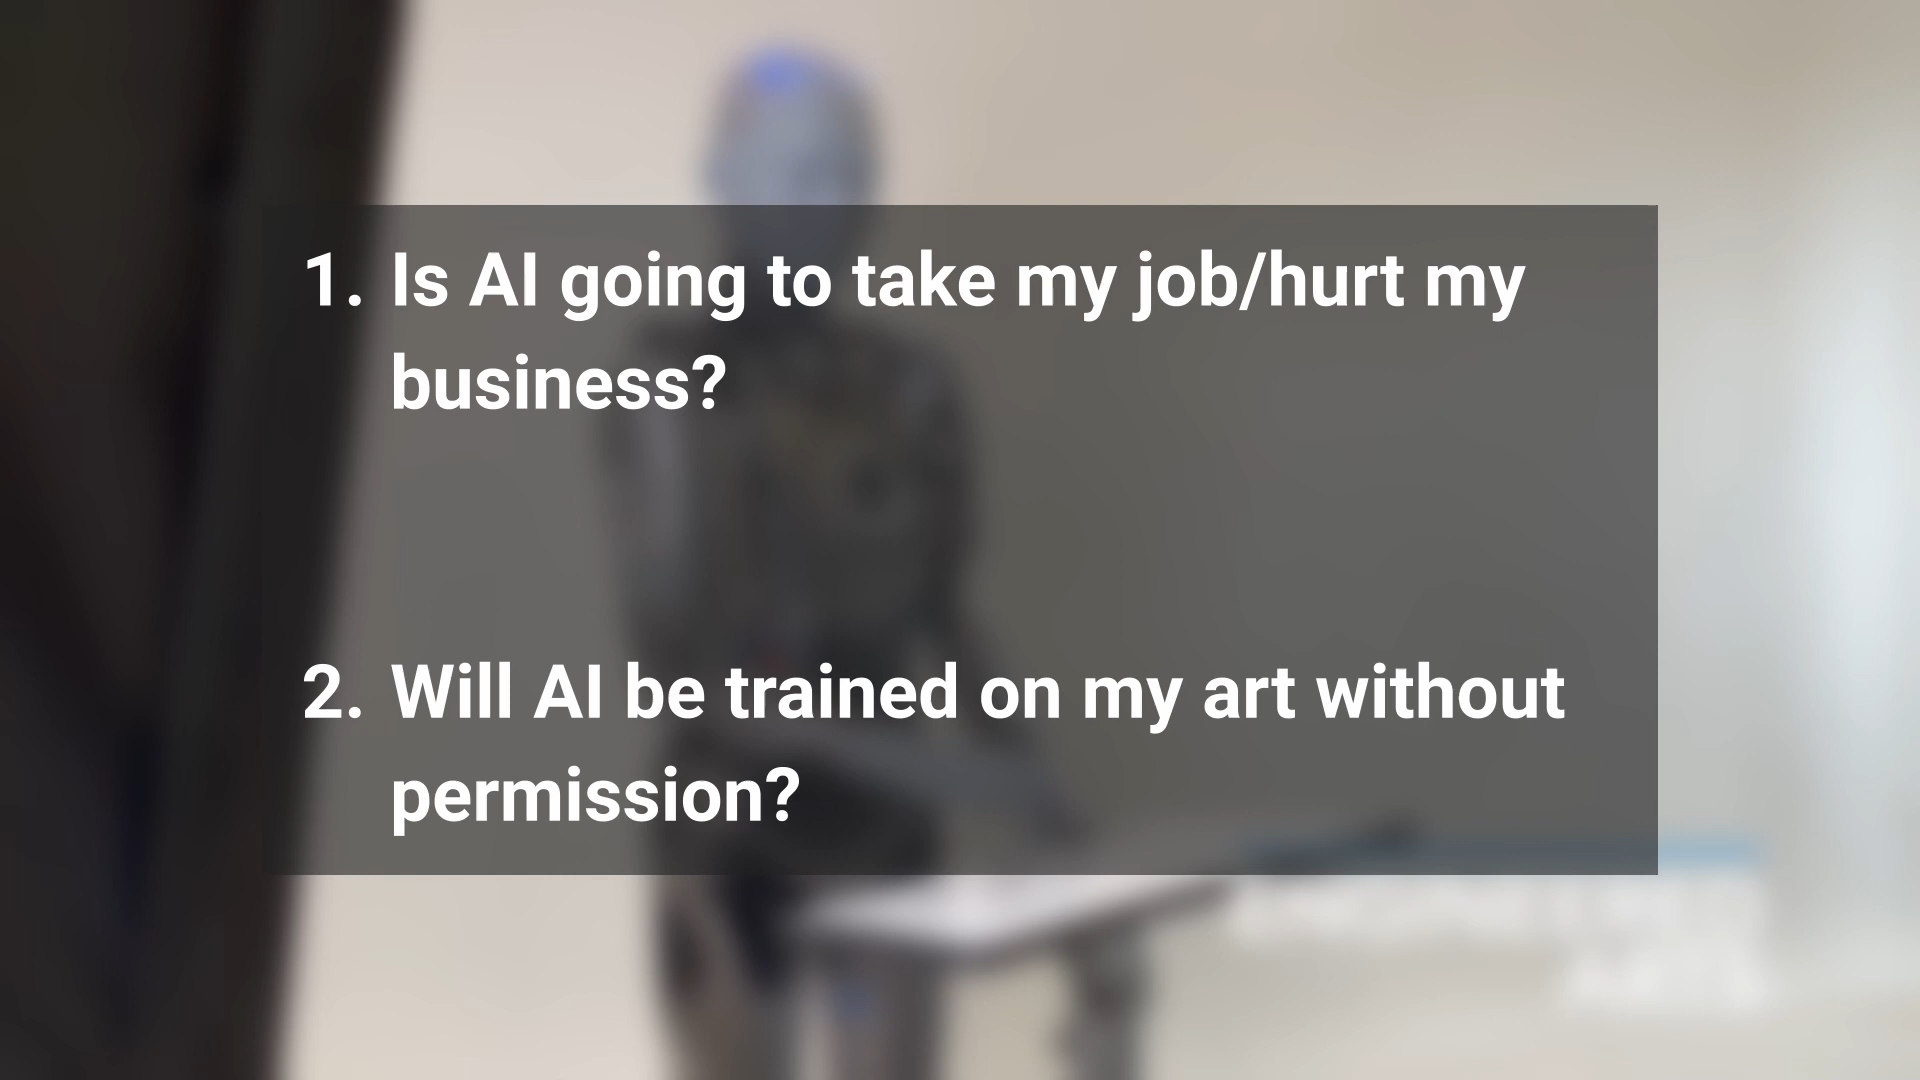 1. Is AI going to take my job/hurt my
business?
2. Will AI be trained on my art without
permission?